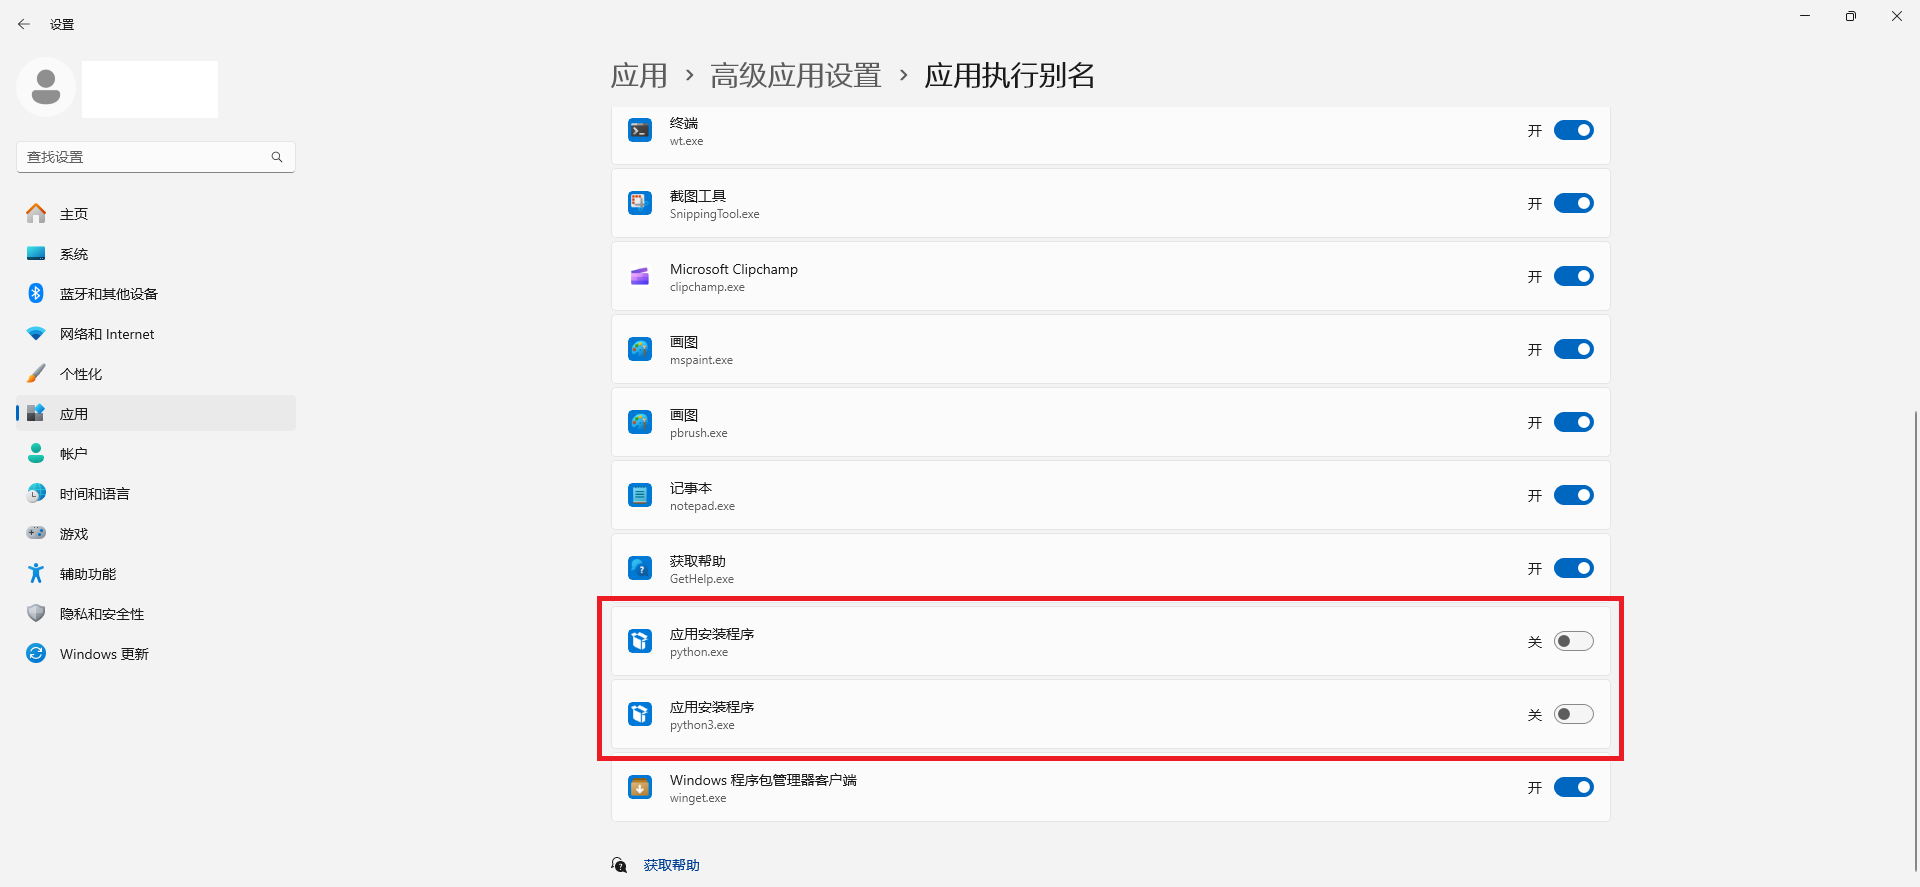 设置
查找设置
主页
系统
蓝牙和其他设备
网络和 Internet
个性化
应用
帐户
时间和语言
游戏
辅助功能
隐私和安全性
Windows 更新
应用 › 高级应用设置 › 应用执行别名
终端
wt.exe
开
截图工具
SnippingTool.exe
开
Microsoft Clipchamp
clipchamp.exe
开
画图
mspaint.exe
开
画图
pbrush.exe
开
记事本
notepad.exe
开
获取帮助
GetHelp.exe
开
应用安装程序
python.exe
关
应用安装程序
python3.exe
关
Windows 程序包管理器客户端
winget.exe
开
获取帮助